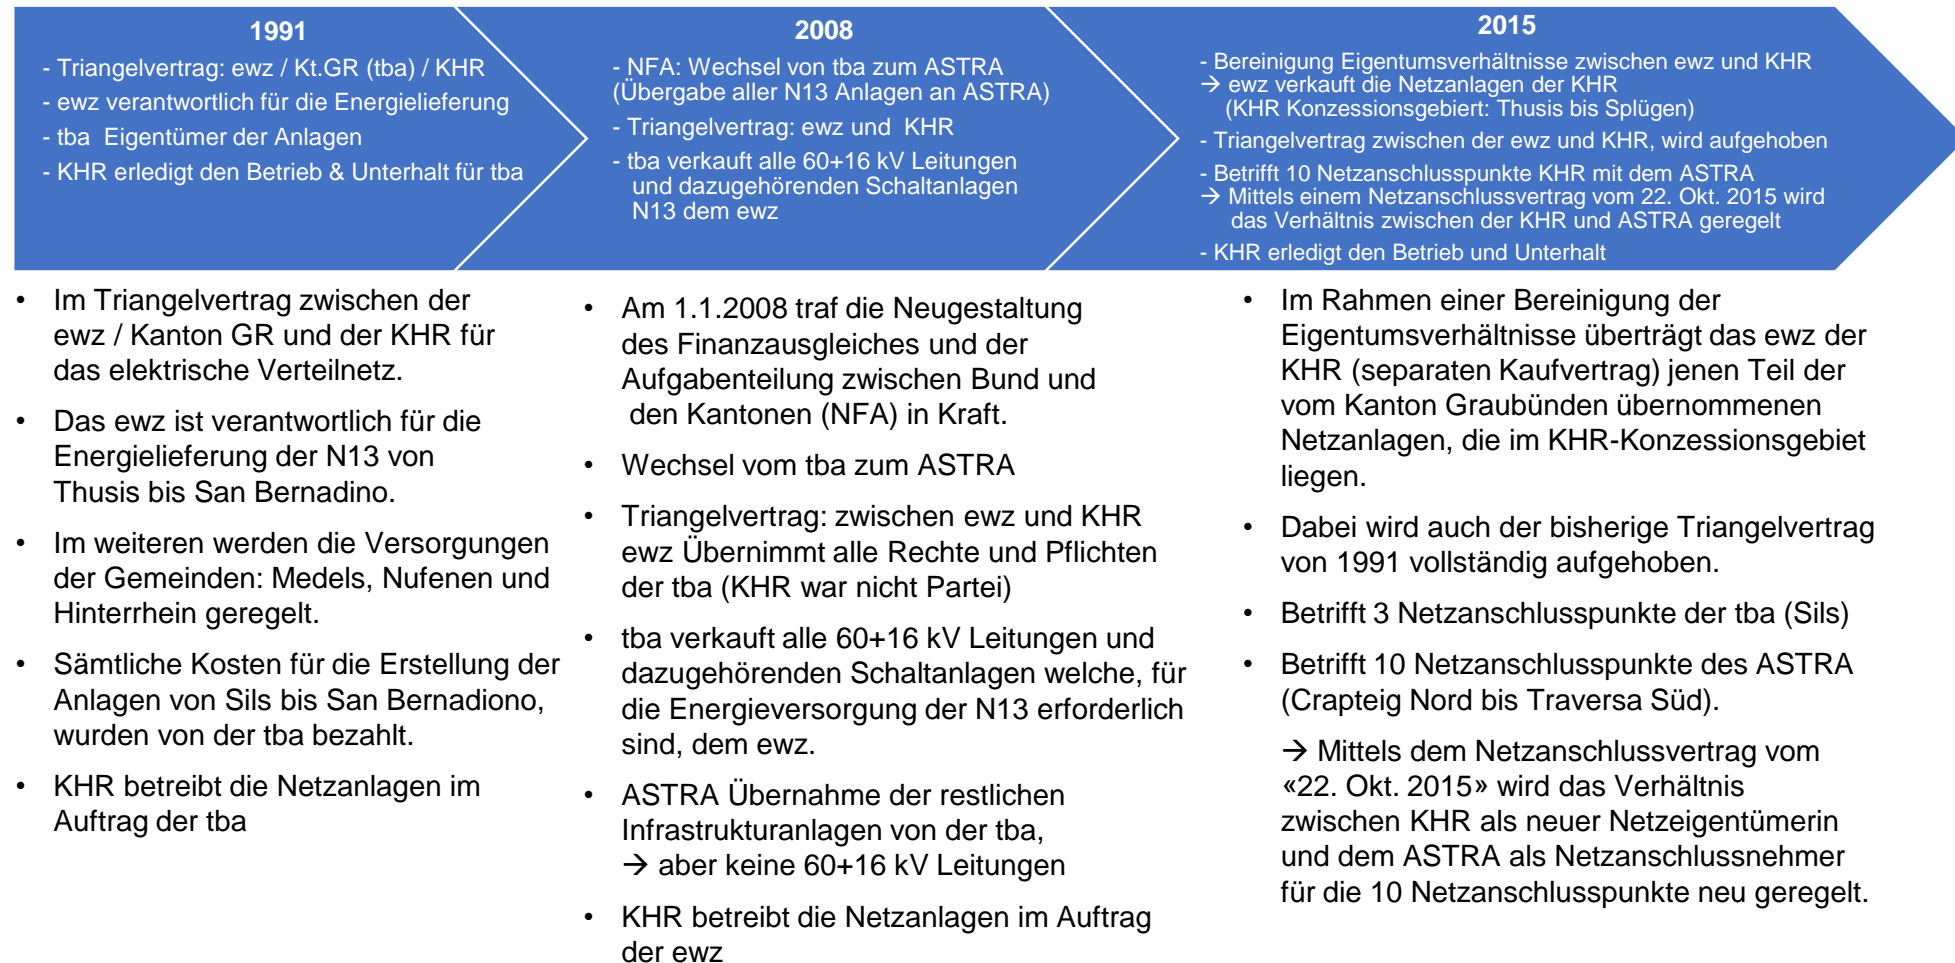 1991
- Triangelvertrag: ewz / Kt.GR (tba) / KHR
- ewz verantwortlich für die Energielieferung
- tba  Eigentümer der Anlagen
- KHR erledigt den Betrieb & Unterhalt für tba
2008
- NFA: Wechsel von tba zum ASTRA
(Übergabe aller N13 Anlagen an ASTRA)
- Triangelvertrag: ewz und  KHR
- tba verkauft alle 60+16 kV Leitungen
und dazugehörenden Schaltanlagen
N13 dem ewz
2015
- Bereinigung Eigentumsverhältnisse zwischen ewz und KHR
→ ewz verkauft die Netzanlagen der KHR
(KHR Konzessionsgebiert: Thusis bis Splügen)
- Triangelvertrag zwischen der ewz und KHR, wird aufgehoben
- Betrifft 10 Netzanschlusspunkte KHR mit dem ASTRA
→ Mittels einem Netzanschlussvertrag vom 22. Okt. 2015 wird
das Verhältnis zwischen der KHR und ASTRA geregelt
- KHR erledigt den Betrieb und Unterhalt
• Im Triangelvertrag zwischen der
ewz / Kanton GR und der KHR für
das elektrische Verteilnetz.
• Das ewz ist verantwortlich für die
Energielieferung der N13 von
Thusis bis San Bernadino.
• Im weiteren werden die Versorgungen
der Gemeinden: Medels, Nufenen und
Hinterrhein geregelt.
• Sämtliche Kosten für die Erstellung der
Anlagen von Sils bis San Bernadiono,
wurden von der tba bezahlt.
• KHR betreibt die Netzanlagen im
Auftrag der tba
• Am 1.1.2008 traf die Neugestaltung
des Finanzausgleiches und der
Aufgabenteilung zwischen Bund und
den Kantonen (NFA) in Kraft.
• Wechsel vom tba zum ASTRA
• Triangelvertrag: zwischen ewz und KHR
ewz Übernimmt alle Rechte und Pflichten
der tba (KHR war nicht Partei)
• tba verkauft alle 60+16 kV Leitungen und
dazugehörenden Schaltanlagen welche, für
die Energieversorgung der N13 erforderlich
sind, dem ewz.
• ASTRA Übernahme der restlichen
Infrastrukturanlagen von der tba,
→ aber keine 60+16 kV Leitungen
• KHR betreibt die Netzanlagen im Auftrag
der ewz
• Im Rahmen einer Bereinigung der
Eigentumsverhältnisse überträgt das ewz der
KHR (separaten Kaufvertrag) jenen Teil der
vom Kanton Graubünden übernommenen
Netzanlagen, die im KHR-Konzessionsgebiet
liegen.
• Dabei wird auch der bisherige Triangelvertrag
von 1991 vollständig aufgehoben.
• Betrifft 3 Netzanschlusspunkte der tba (Sils)
• Betrifft 10 Netzanschlusspunkte des ASTRA
(Crapteig Nord bis Traversa Süd).
→ Mittels dem Netzanschlussvertrag vom
«22. Okt. 2015» wird das Verhältnis
zwischen KHR als neuer Netzeigentümerin
und dem ASTRA als Netzanschlussnehmer
für die 10 Netzanschlusspunkte neu geregelt.